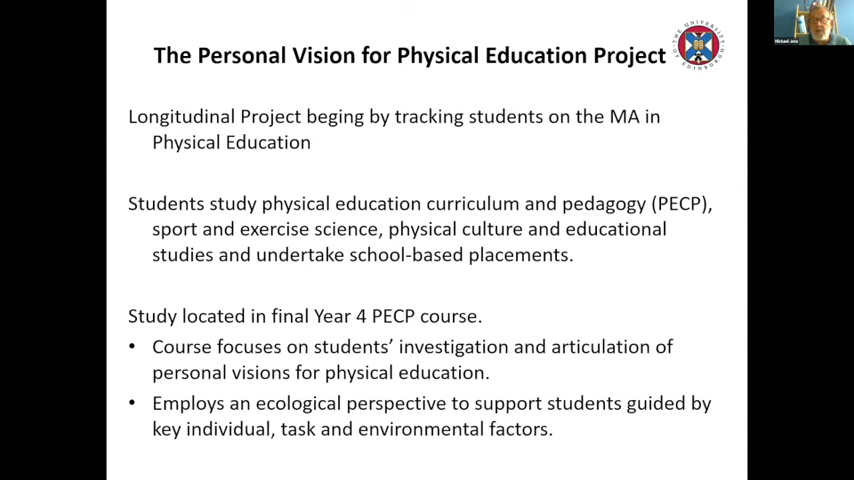 The Personal Vision for Physical Education Project
THE UNIVERSITY
OF EDINBURGH
Longitudinal Project beging by tracking students on the MA in
Physical Education
Students study physical education curriculum and pedagogy (PECP),
sport and exercise science, physical culture and educational
studies and undertake school-based placements.
Study located in final Year 4 PECP course.
• Course focuses on students’ investigation and articulation of
personal visions for physical education.
• Employs an ecological perspective to support students guided by
key individual, task and environmental factors.